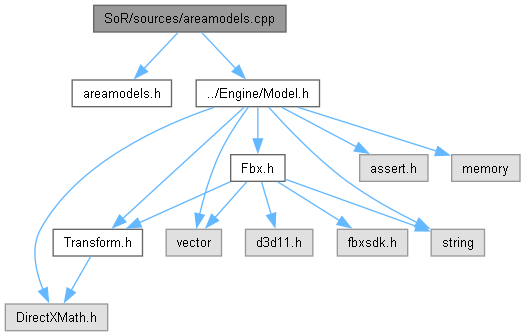 SoR/sources/areamodels.cpp
areamodels.h
../Engine/Model.h
Fbx.h
assert.h
memory
Transform.h
vector
d3d11.h
fbxsdk.h
string
DirectXMath.h